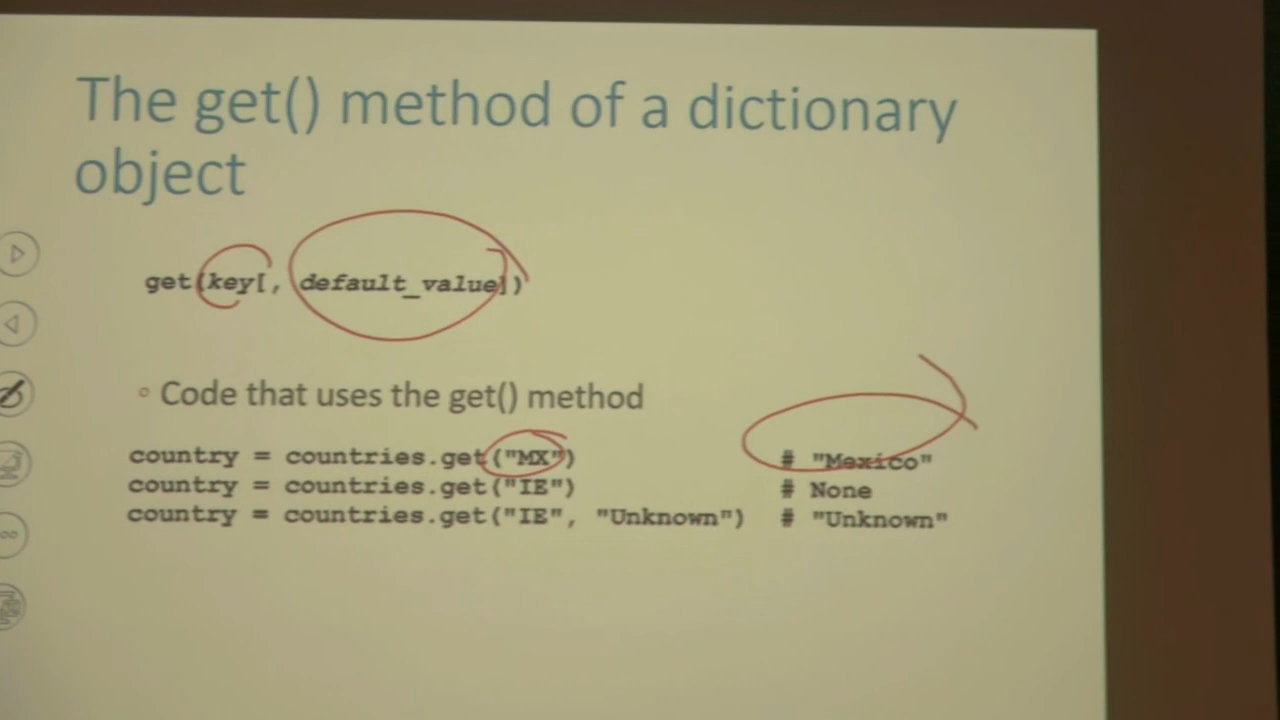 The get() method of a dictionary
object
get(key[, default_value])
◦ Code that uses the get() method
country = countries.get("MX") # "Mexico"
country = countries.get("IE") # None
country = countries.get("IE", "Unknown") # "Unknown"